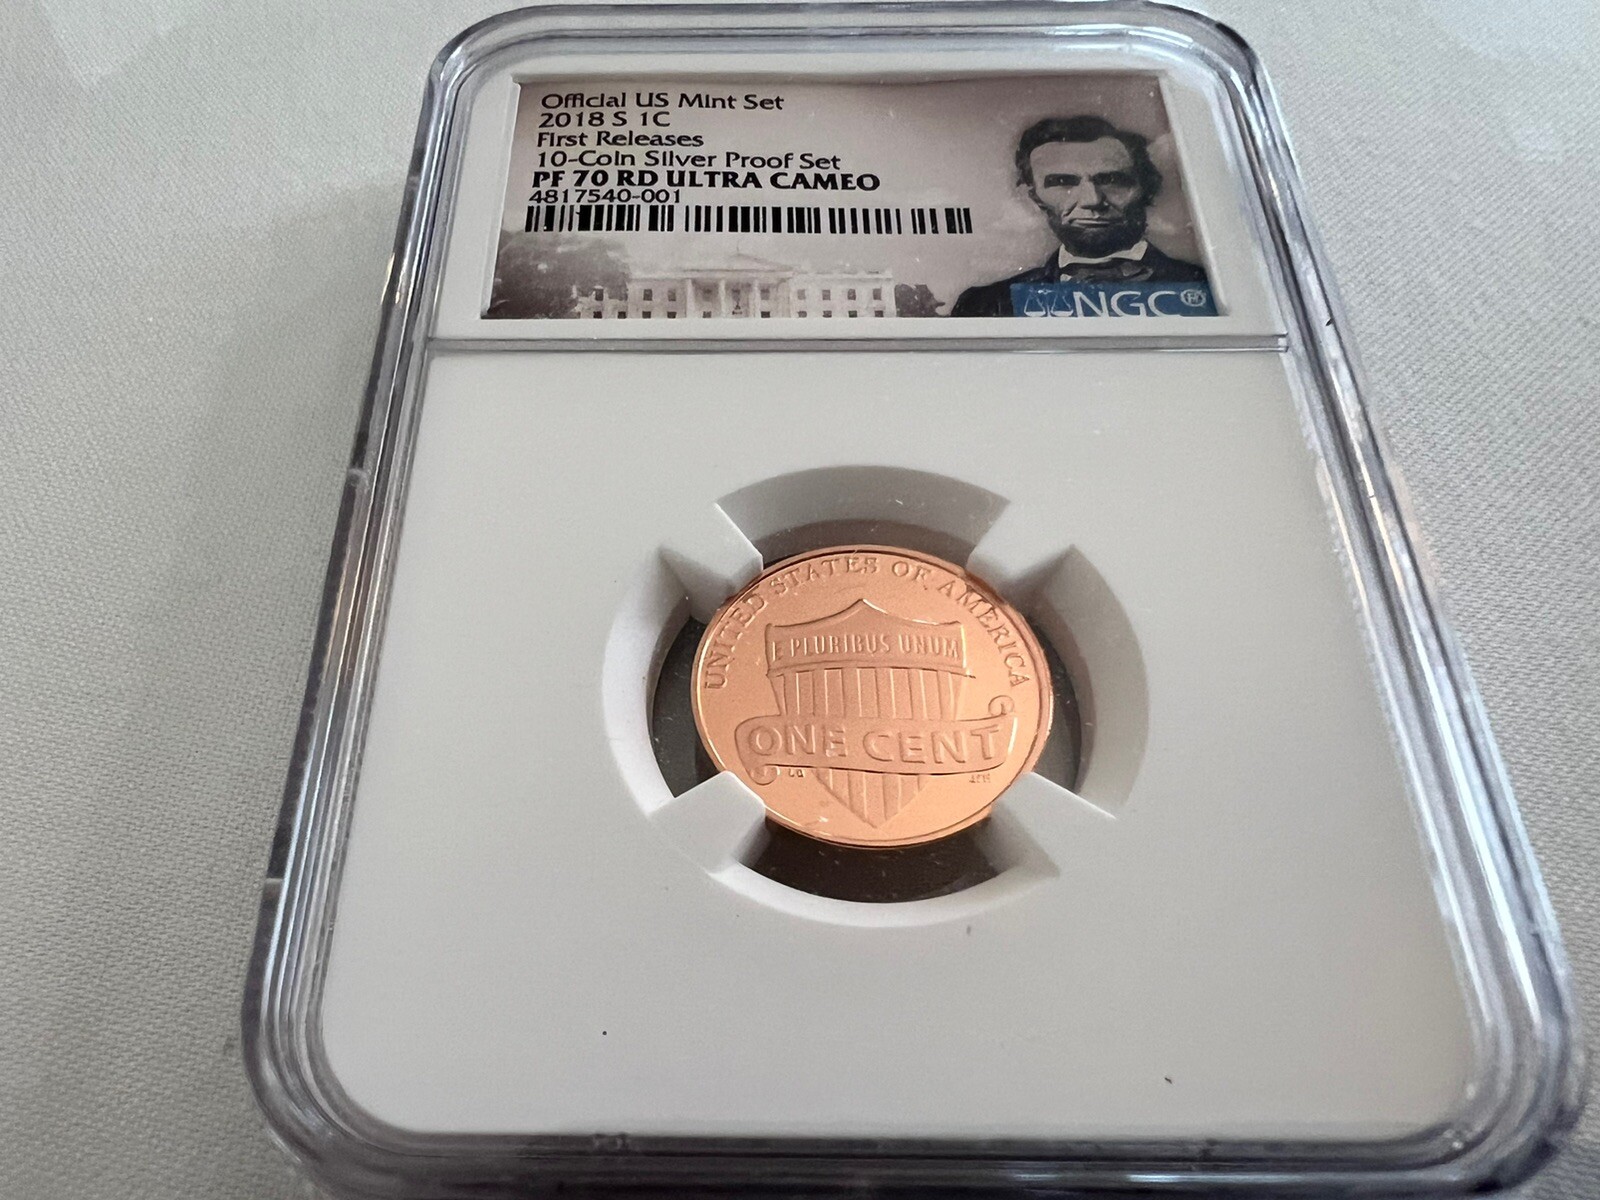 Official US Mint Set
2018 S 1C
First Releases
10-Coin Silver Proof Set
PF 70 RD ULTRA CAMEO
4817540-001
NGC®
UNITED STATES OF AMERICA
E PLURIBUS UNUM
ONE CENT
LB